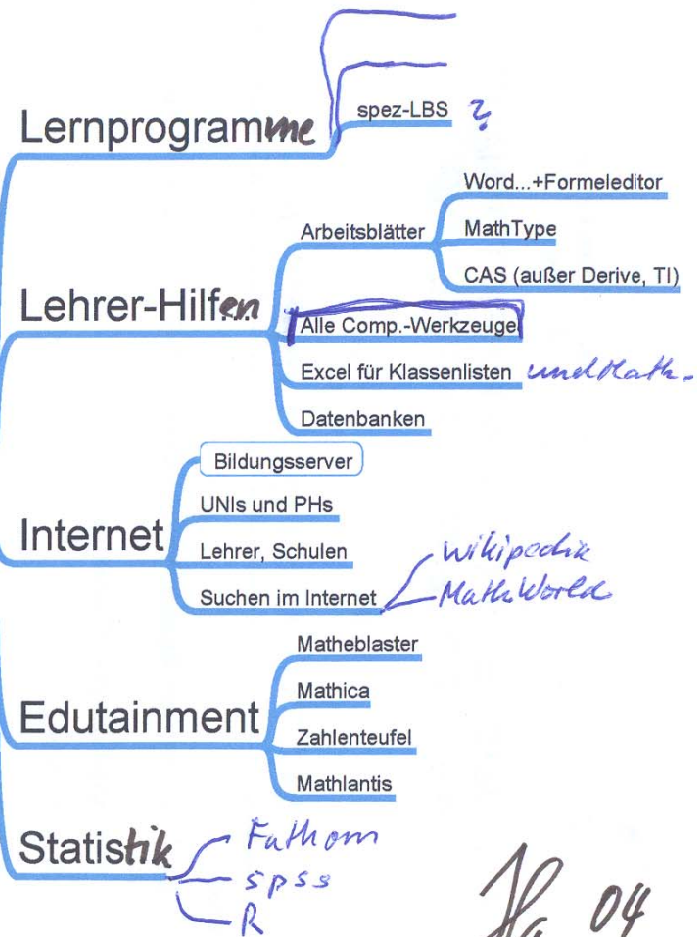 Lernprogramme
spez-LBS ?
Lehrer-Hilfen
Arbeitsblätter
Word...+Formeleditor
MathType
CAS (außer Derive, TI)
Alle Comp.-Werkzeuge
Excel für Klassenlisten und Math-
Datenbanken
Internet
Bildungsserver
UNIs und PHs
Lehrer, Schulen
Suchen im Internet
Wikipedia
MathWorld
Edutainment
Matheblaster
Mathica
Zahlenteufel
Mathlantis
Statistik
Fathom
SPSS
R
Ha 04